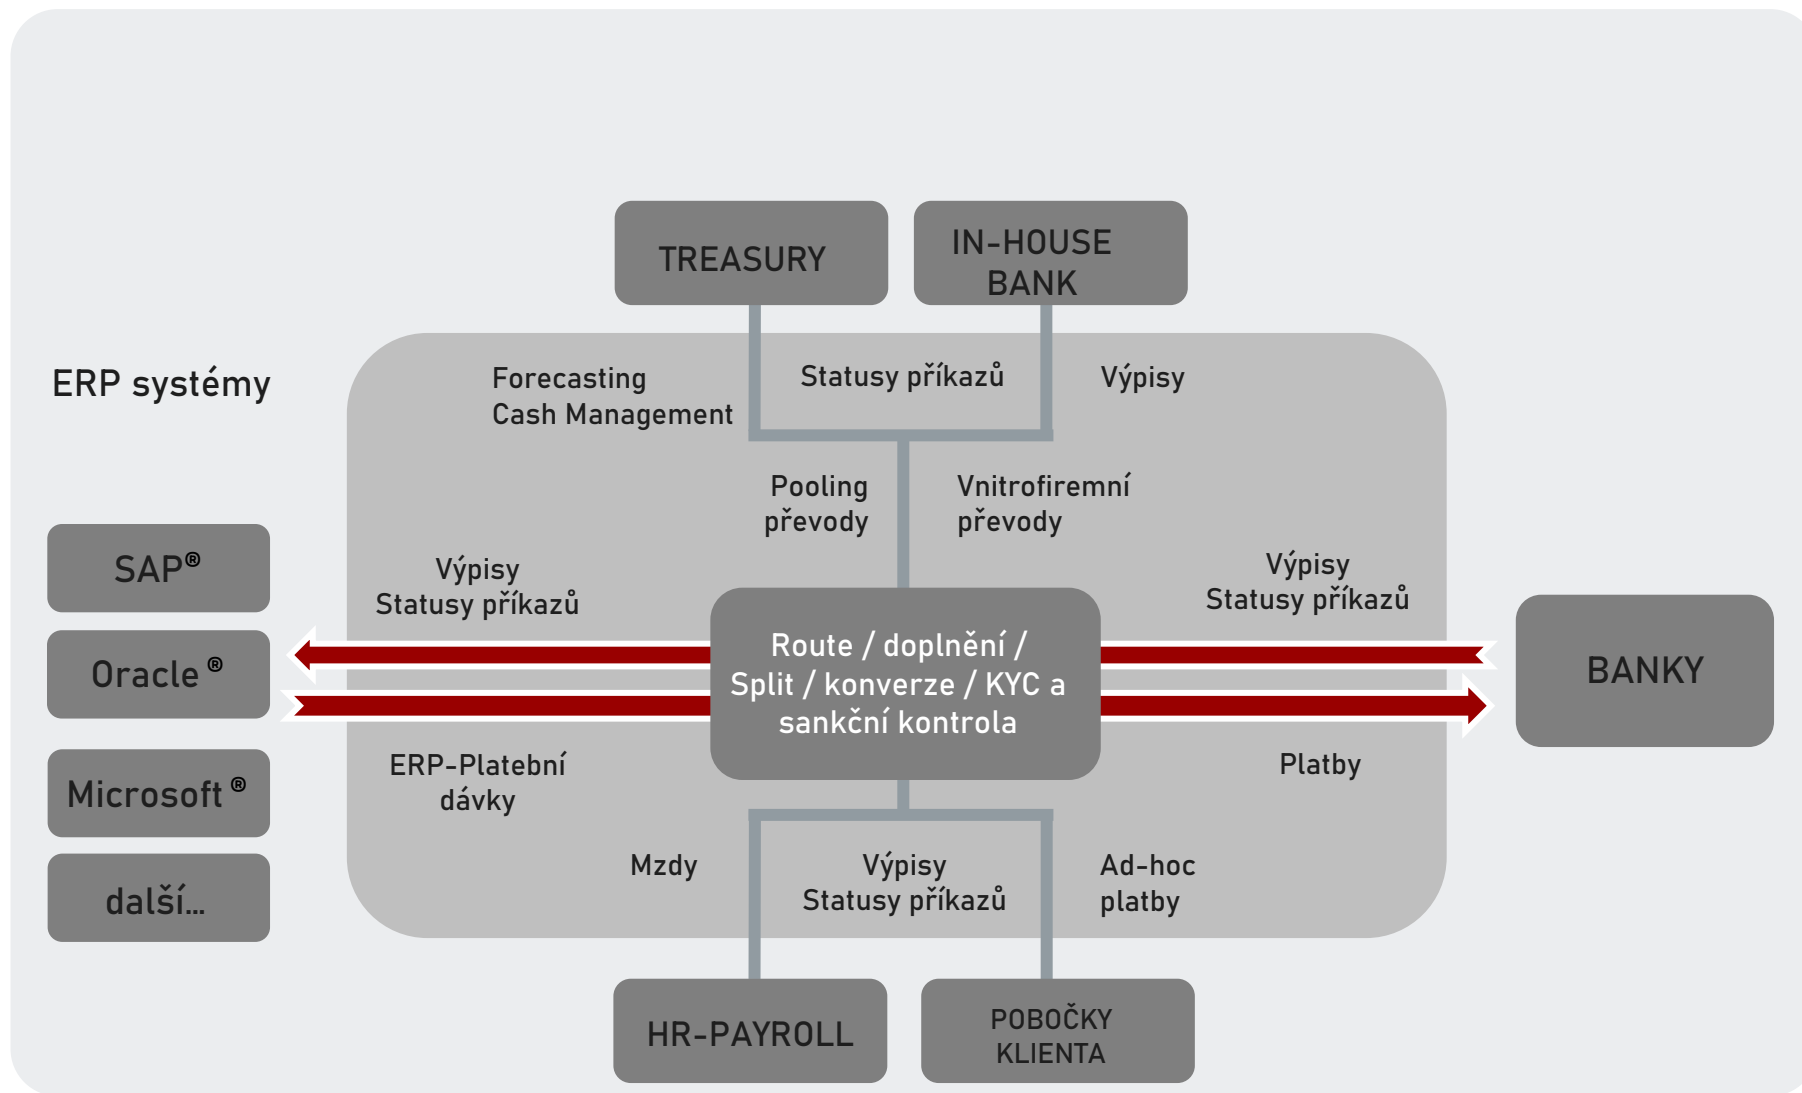 TREASURY
IN-HOUSE
BANK
ERP systémy
Forecasting
Cash Management
Statusy příkazů
Výpisy
Pooling
převody
Vnitrofiremní
převody
SAP®
Oracle®
Microsoft®
další…
Výpisy
Statusy příkazů
Výpisy
Statusy příkazů
Route / doplnění /
Split / konverze / KYC a
sankční kontrola
BANKY
ERP-Platební
dávky
Platby
Mzdy
Výpisy
Statusy příkazů
Ad-hoc
platby
HR-PAYROLL
POBOČKY
KLIENTA